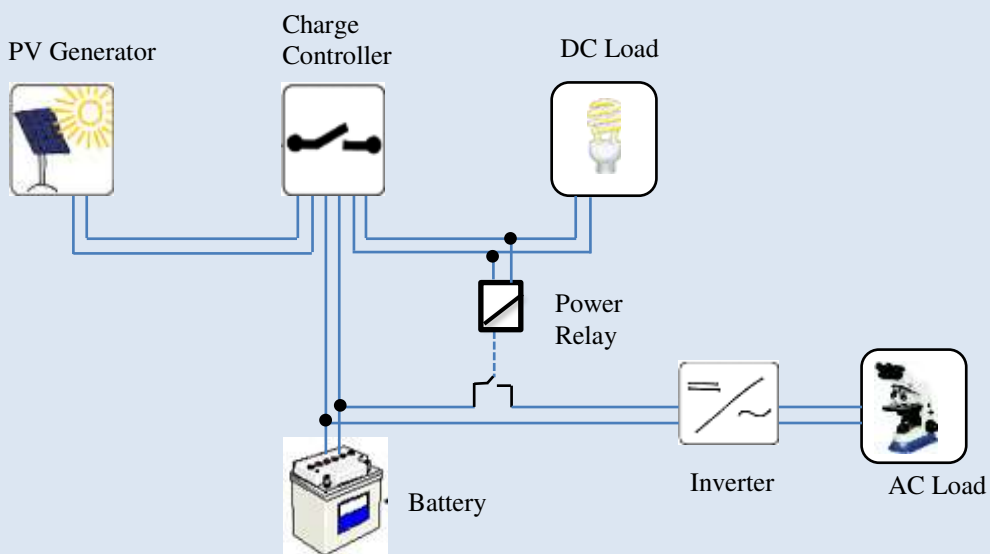 PV Generator
Charge
Controller
DC Load
Power
Relay
Inverter
AC Load
Battery